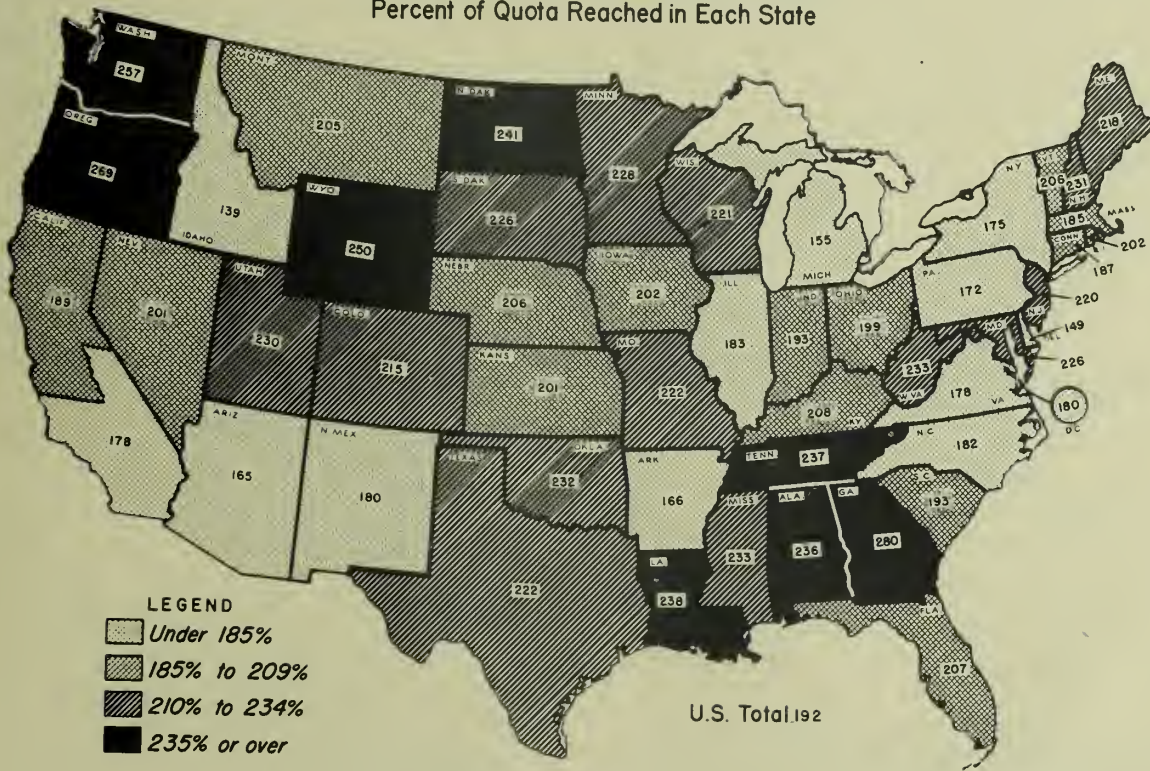 Percent of Quota Reached in Each State
WASH
257
OREG.
269
MONT.
205
139
IDAHO
N. DAK
241
MINN.
228
WIS.
221
S. DAK
226
WYO.
250
CALIF.
189
NEV.
201
178
UTAH
230
COLO.
215
NEBR.
206
IOWA
202
KANS
201
MO.
222
ILL
183
155
MICH
IND
193
OHIO
199
KY.
208
W. VA.
233
VA.
178
PA.
172
NY
175
206
231
N.H.
ME.
218
185
MASS
CONN.
202
187
N.J.
220
149
MD.
226
180
DC
ARIZ
165
N. MEX
180
TEXAS
222
OKLA.
232
ARK
166
LA.
238
MISS
233
TENN.
237
ALA.
236
GA.
280
N.C.
182
S.C.
193
FLA.
207
LEGEND
Under 185%
185% to 209%
210% to 234%
235% or over
U.S. Total.192